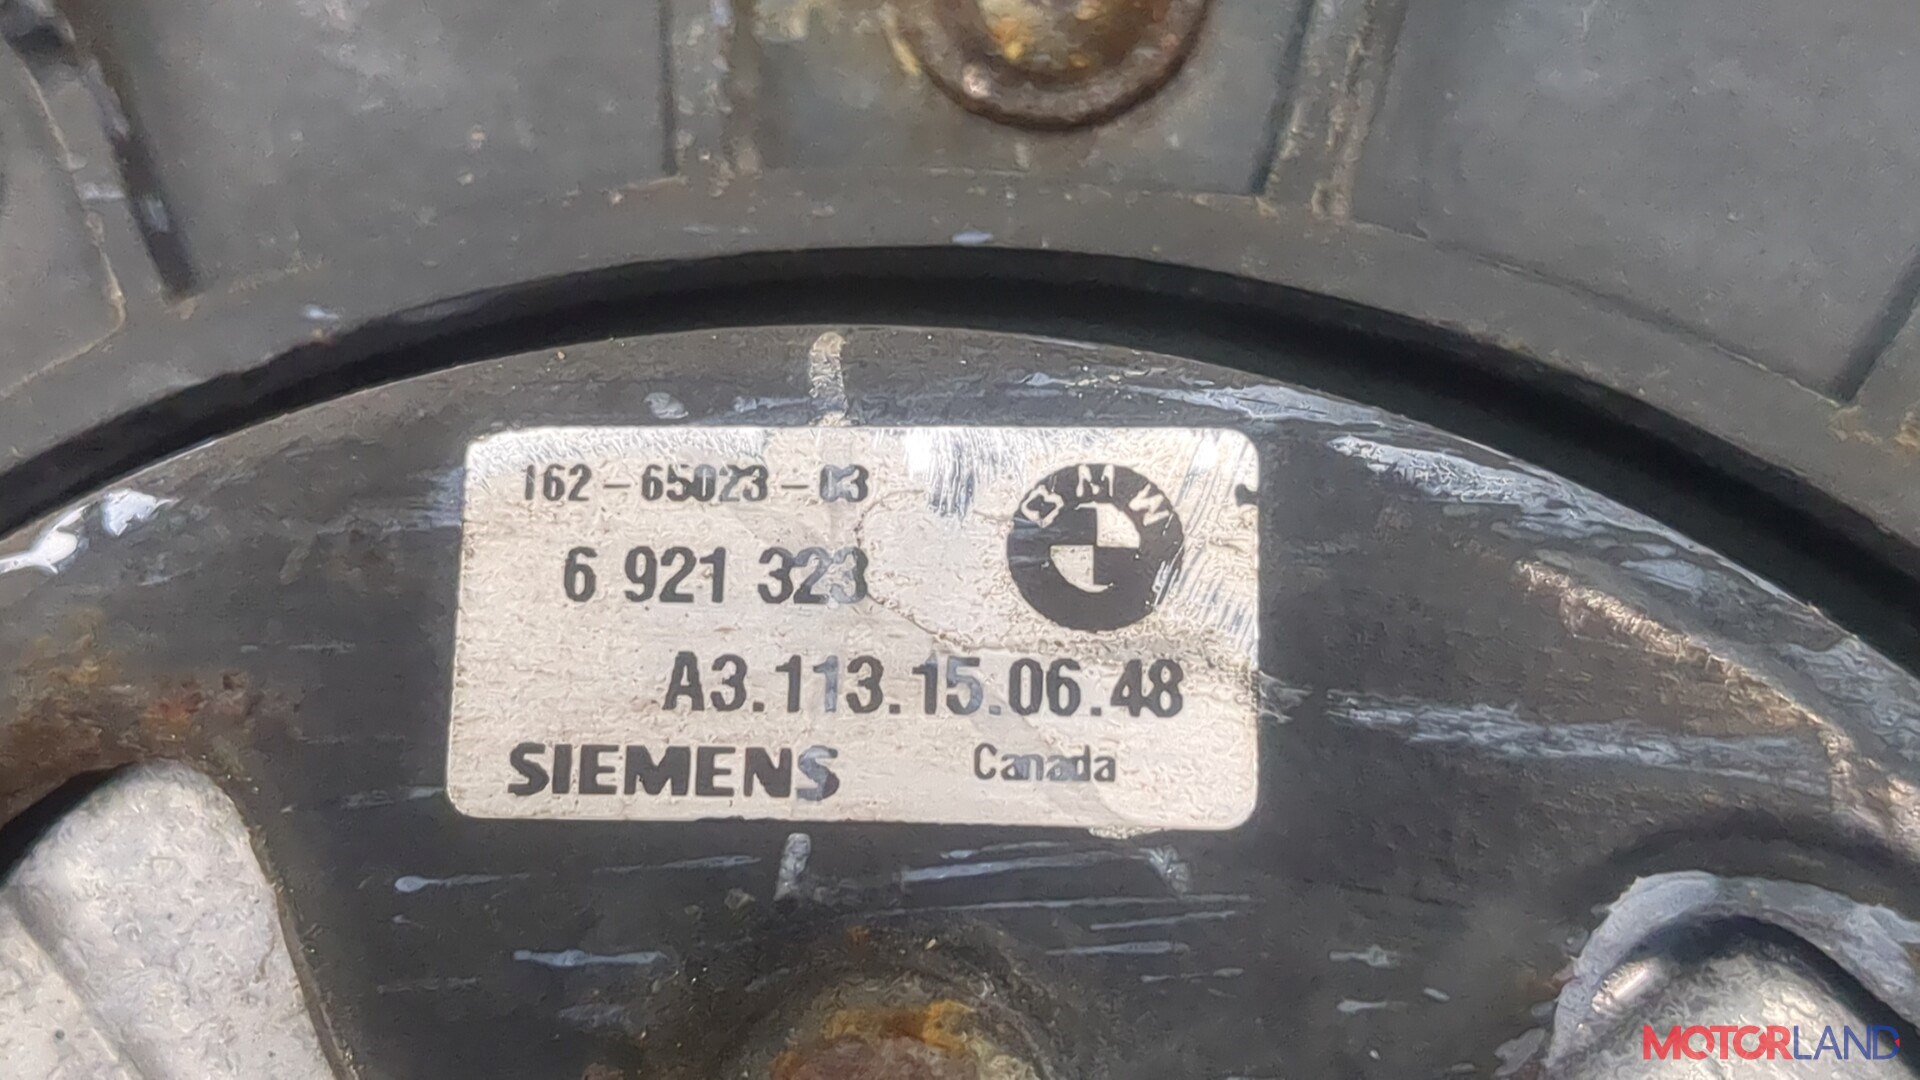 162-65023-03
BMW
6 921 323
A3.113.15.06.48
SIEMENS Canada
MOTORLAND